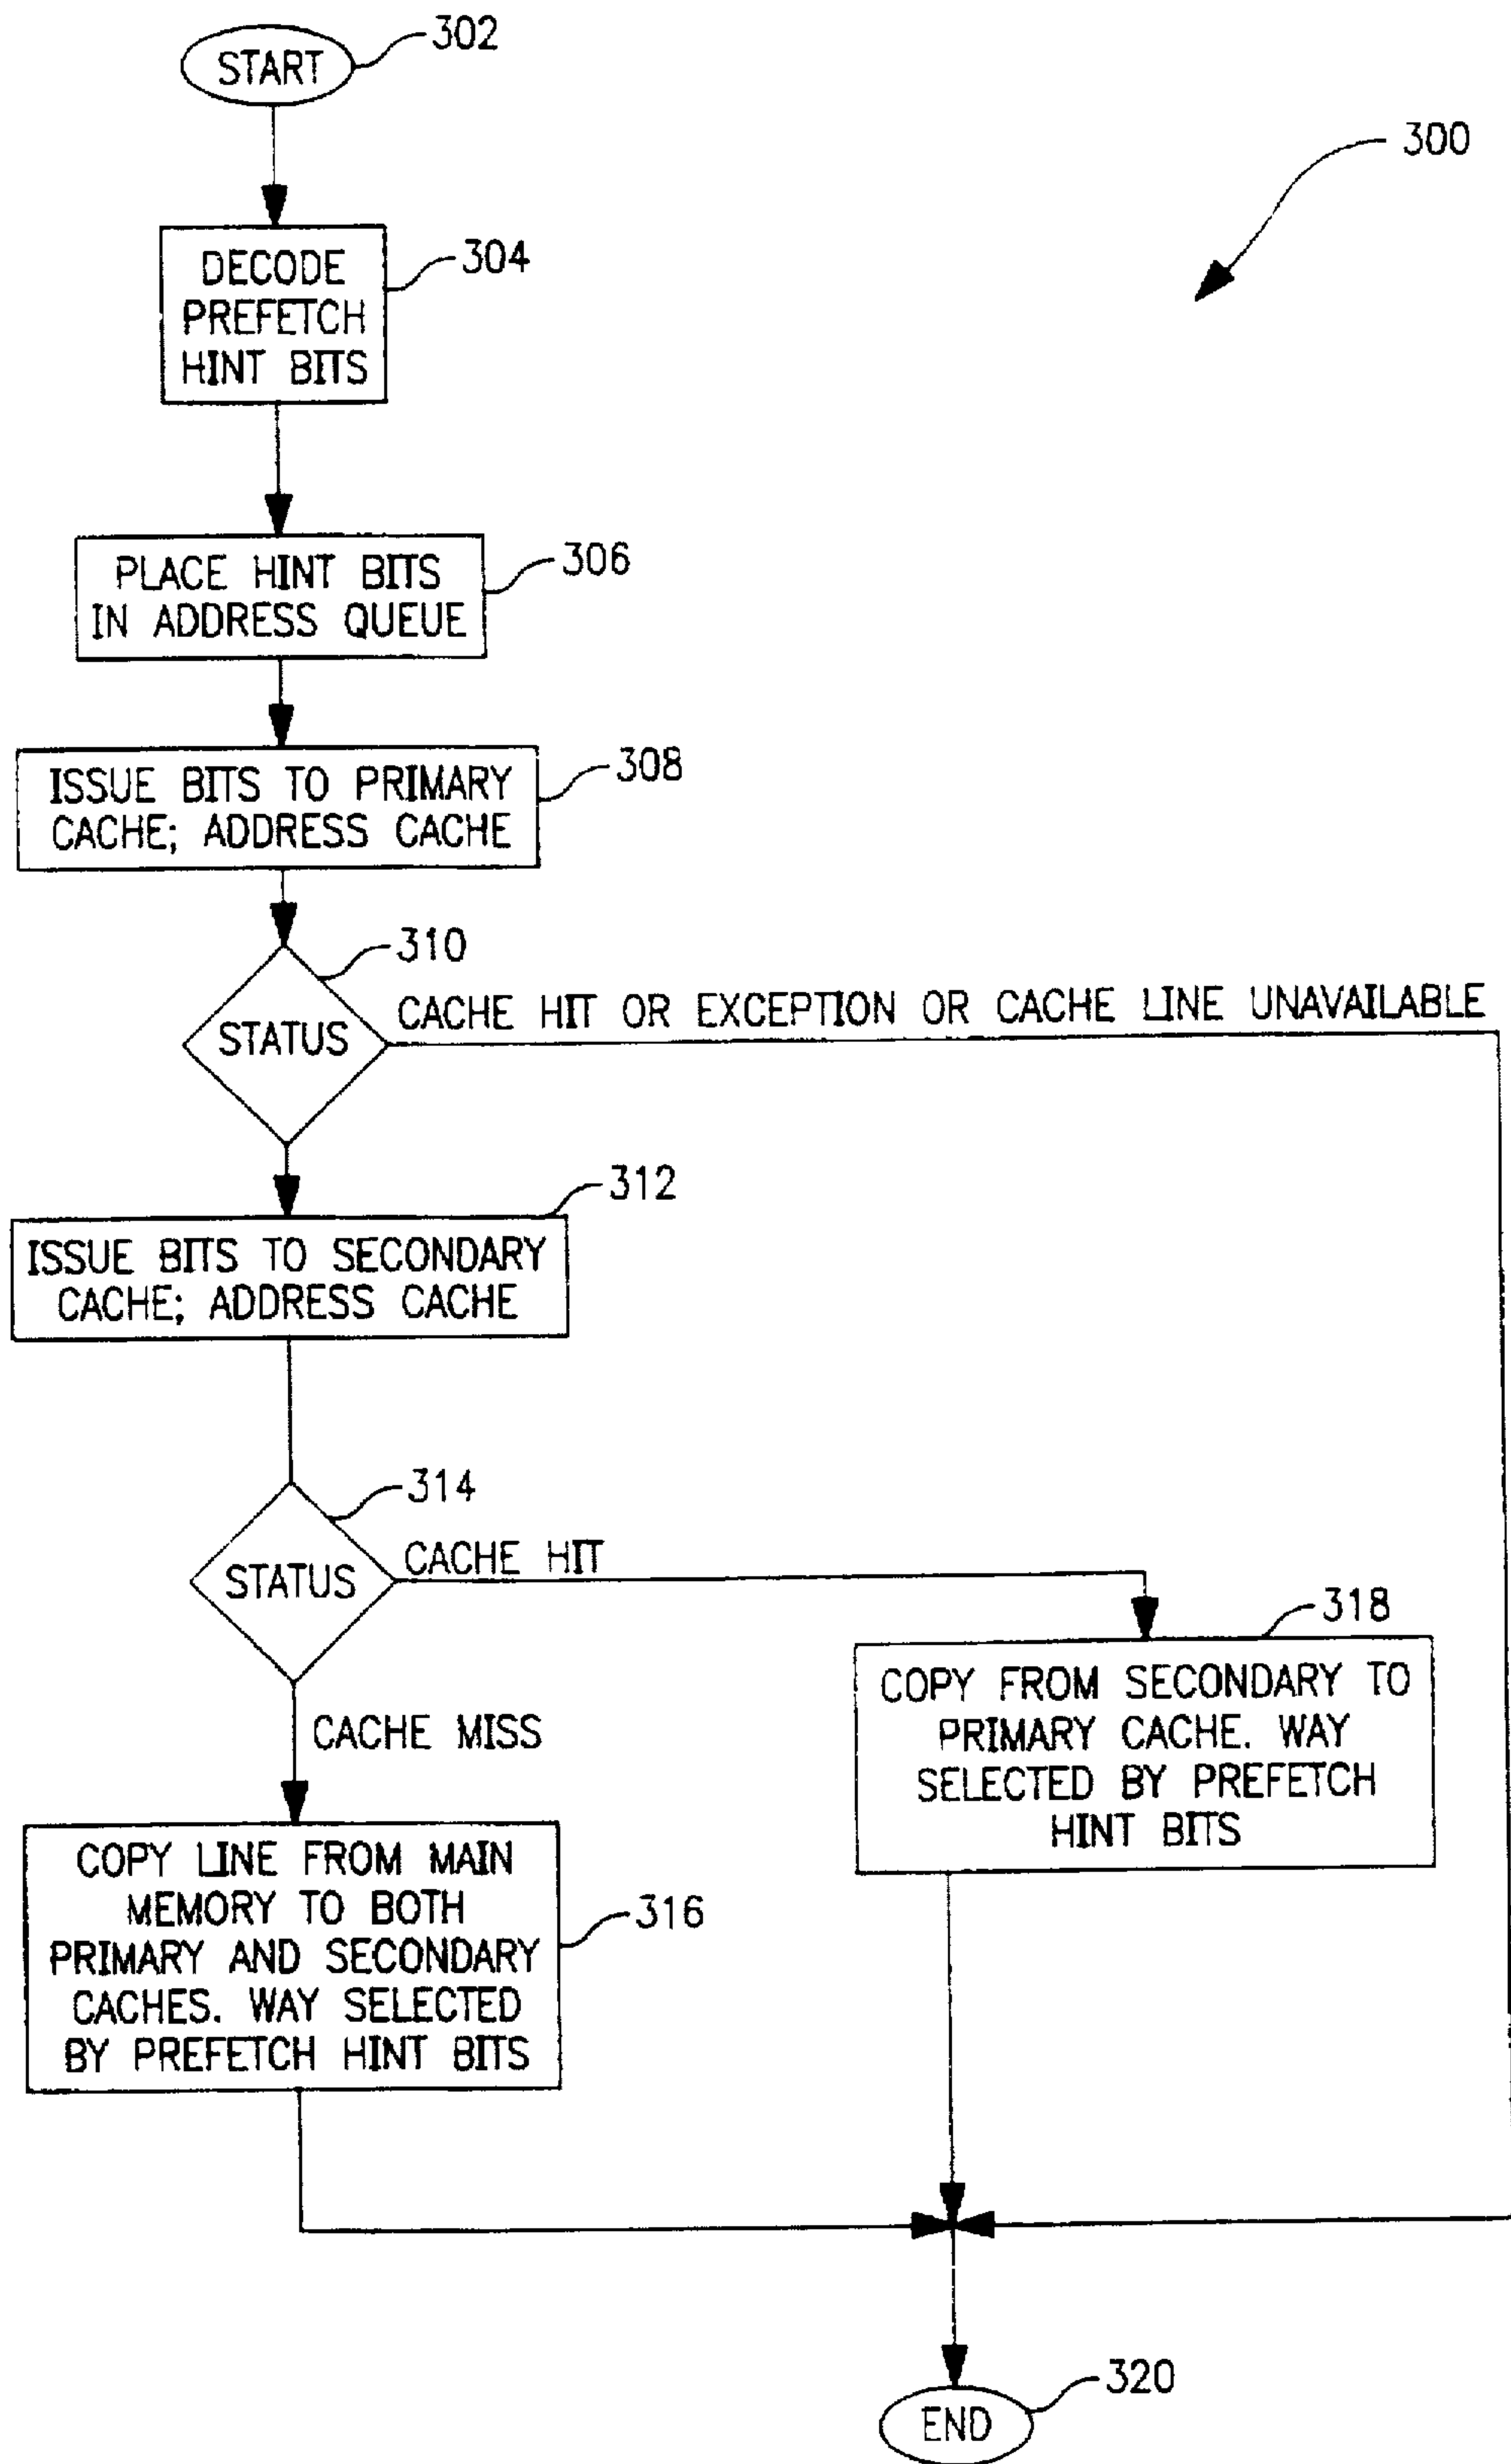 START
302
300
DECODE
PREFETCH
HINT BITS
304
PLACE HINT BITS
IN ADDRESS QUEUE
306
ISSUE BITS TO PRIMARY
CACHE; ADDRESS CACHE
308
310
STATUS
CACHE HIT OR EXCEPTION OR CACHE LINE UNAVAILABLE
312
ISSUE BITS TO SECONDARY
CACHE; ADDRESS CACHE
314
STATUS
CACHE HIT
318
COPY FROM SECONDARY TO
PRIMARY CACHE. WAY
SELECTED BY PREFETCH
HINT BITS
CACHE MISS
COPY LINE FROM MAIN
MEMORY TO BOTH
PRIMARY AND SECONDARY
CACHES. WAY SELECTED
BY PREFETCH HINT BITS
316
320
END